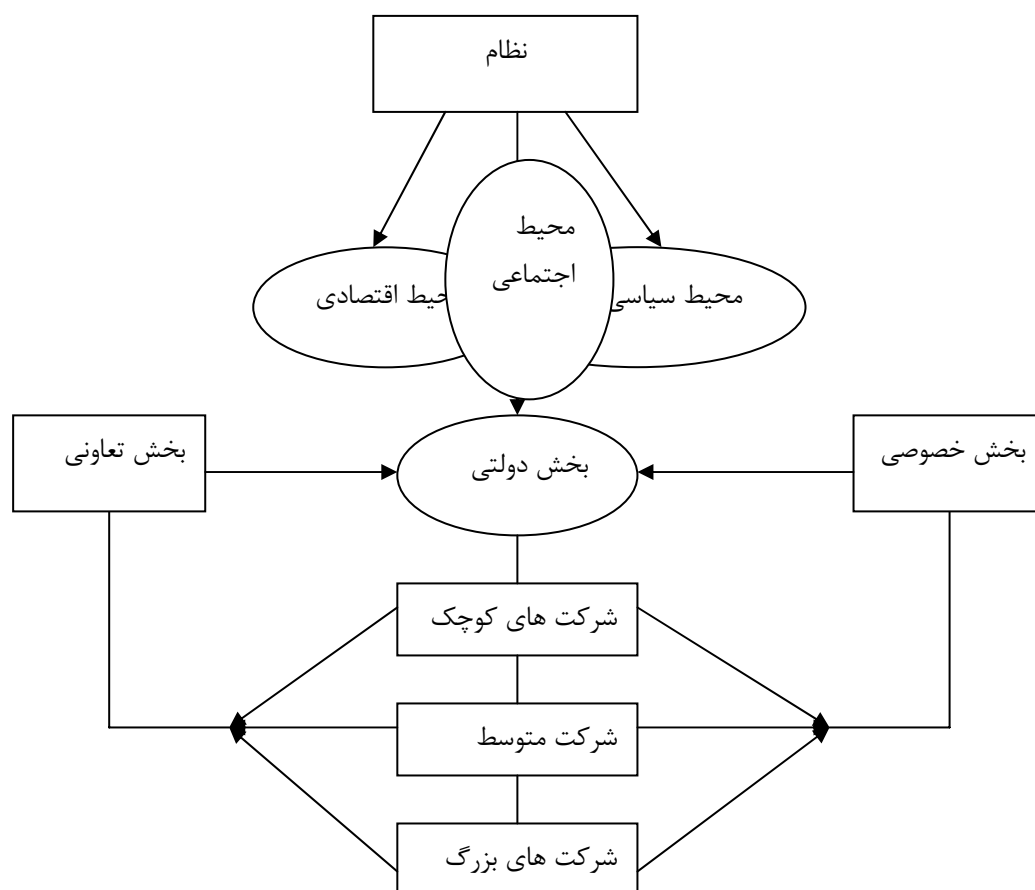 نظام
محیط
اجتماعی
محیط سیاسی
حیط اقتصادی
بخش خصوصی
بخش دولتی
بخش تعاونی
شرکت های کوچک
شرکت متوسط
شرکت های بزرگ